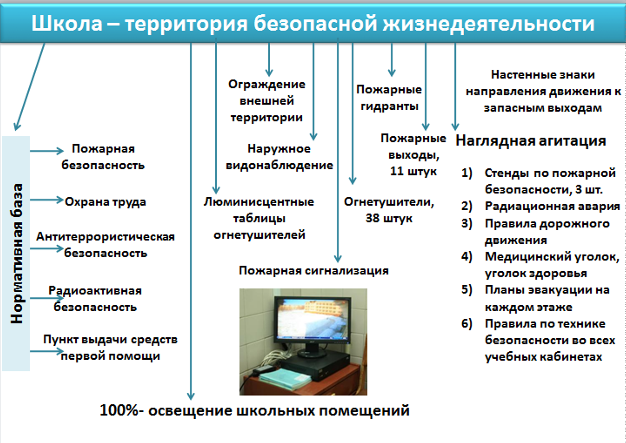 Школа – территория безопасной жизнедеятельности
Нормативная база
Пожарная
безопасность
Охрана труда
Антитеррористическая
безопасность
Радиоактивная
безопасность
Пункт выдачи средств
первой помощи
Ограждение
внешней
территории
Наружное
видонаблюдение
Люминисцентные
таблицы
огнетушителей
Пожарная сигнализация
Пожарные
гидранты
Пожарные
выходы,
11 штук
Огнетушители,
38 штук
100%- освещение школьных помещений
Настенные знаки
направления движения к
запасным выходам
Наглядная агитация
1) Стенды по пожарной
безопасности, 3 шт.
2) Радиационная авария
3) Правила дорожного
движения
4) Медицинский уголок,
уголок здоровья
5) Планы эвакуации на
каждом этаже
6) Правила по технике
безопасности во всех
учебных кабинетах